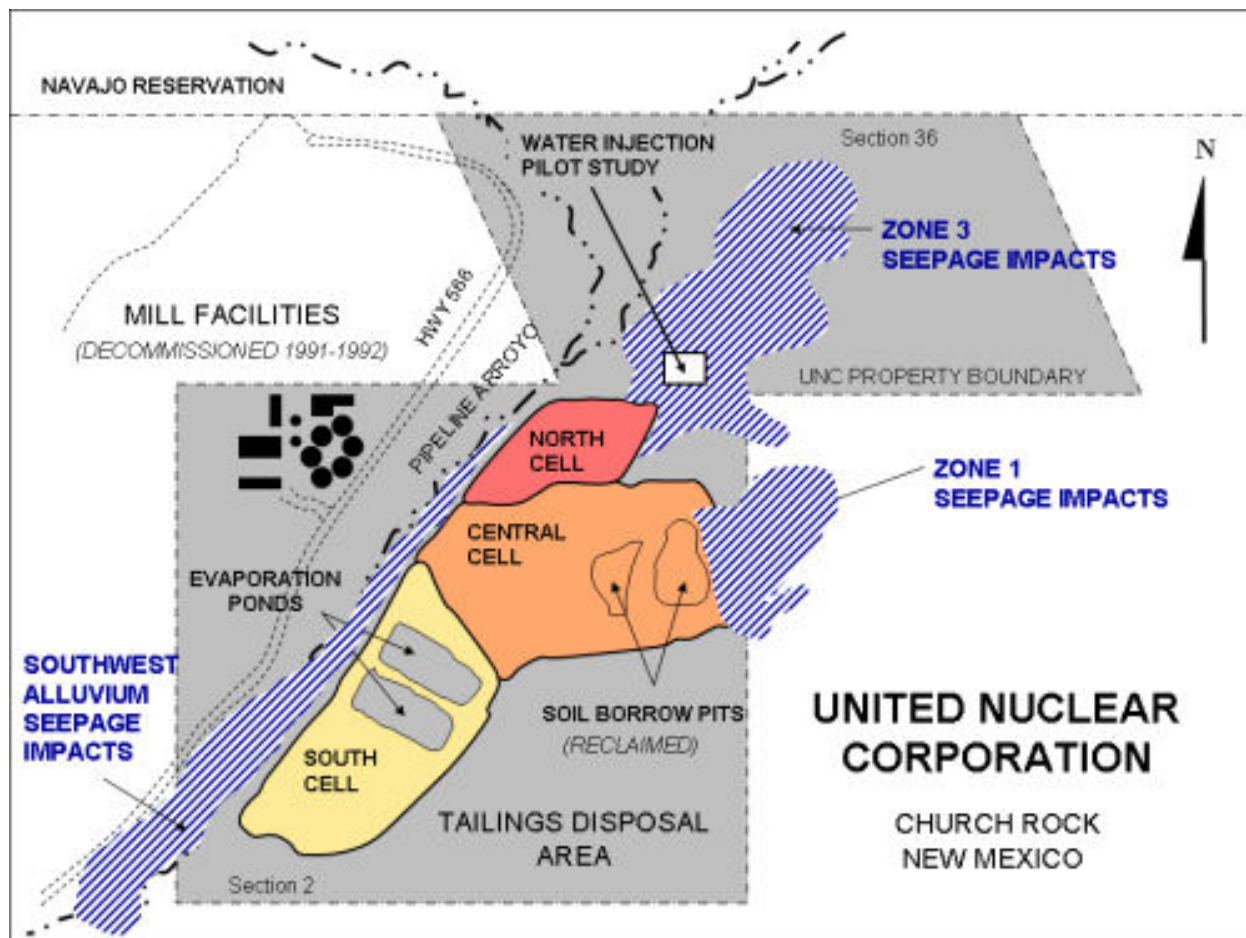 NAVAJO RESERVATION
WATER INJECTION
PILOT STUDY
Section 36
N
ZONE 3
SEEPAGE IMPACTS
MILL FACILITIES
(DECOMMISSIONED 1991-1992)
HWY 566
PIPELINE ARROYO
UNC PROPERTY BOUNDARY
NORTH
CELL
ZONE 1
SEEPAGE IMPACTS
CENTRAL
CELL
EVAPORATION
PONDS
SOUTHWEST
ALLUVIUM
SEEPAGE
IMPACTS
SOIL BORROW PITS
(RECLAIMED)
SOUTH
CELL
UNITED NUCLEAR
CORPORATION
TAILINGS DISPOSAL
AREA
CHURCH ROCK
NEW MEXICO
Section 2